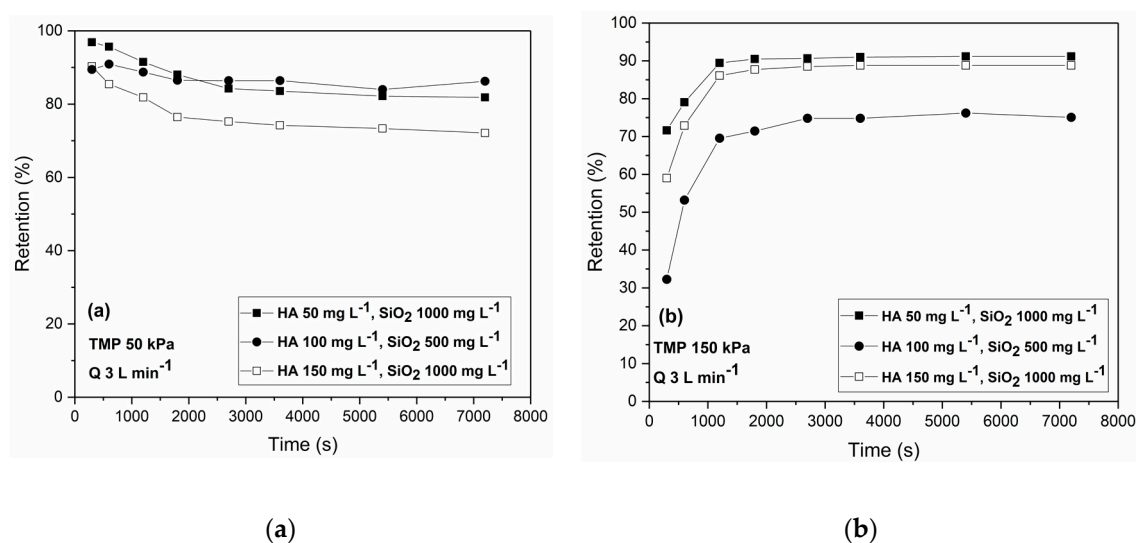 100
80
60
40
20
0
Retention (%)
(a)
TMP 50 kPa
Q 3 L min⁻¹
HA 50 mg L⁻¹, SiO₂ 1000 mg L⁻¹
HA 100 mg L⁻¹, SiO₂ 500 mg L⁻¹
HA 150 mg L⁻¹, SiO₂ 1000 mg L⁻¹
0 1000 2000 3000 4000 5000 6000 7000 8000
Time (s)
(a)
100
90
80
70
60
50
40
30
20
10
0
Retention (%)
(b)
TMP 150 kPa
Q 3 L min⁻¹
HA 50 mg L⁻¹, SiO₂ 1000 mg L⁻¹
HA 100 mg L⁻¹, SiO₂ 500 mg L⁻¹
HA 150 mg L⁻¹, SiO₂ 1000 mg L⁻¹
0 1000 2000 3000 4000 5000 6000 7000 8000
Time (s)
(b)